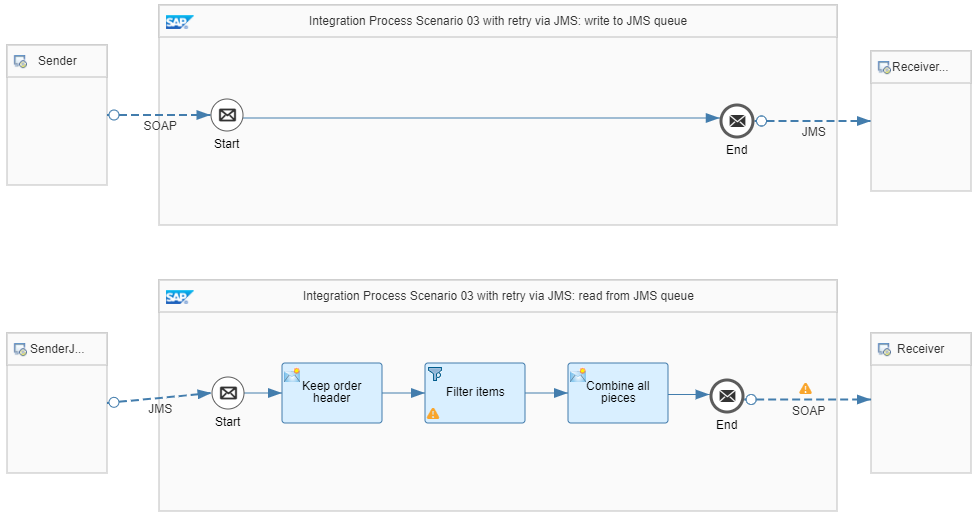 SAP
Integration Process Scenario 03 with retry via JMS: write to JMS queue
Sender
Receiver...
SOAP
Start
End
JMS
SAP
Integration Process Scenario 03 with retry via JMS: read from JMS queue
SenderJ...
Receiver
JMS
Start
Keep order
header
Filter items
Combine all
pieces
End
SOAP